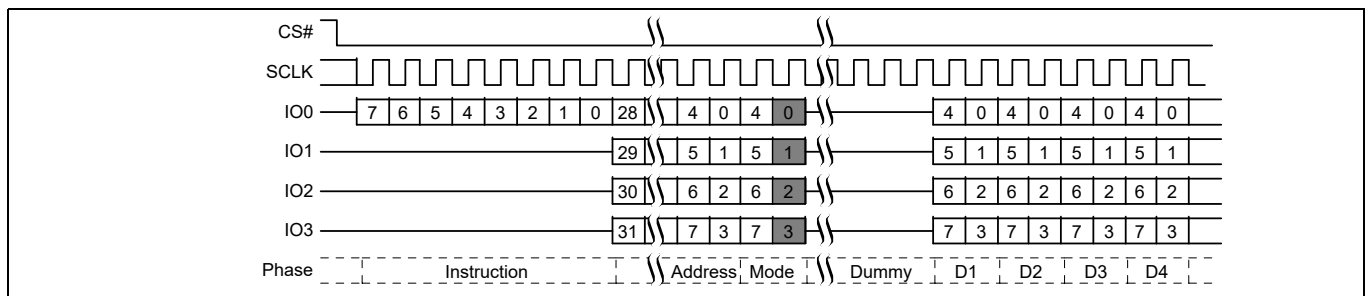 CS#
SCLK
IO0 7 6 5 4 3 2 1 0 28 4 0 4 0 4 0 4 0 4 0 4 0
IO1 29 5 1 5 1 5 1 5 1 5 1 5 1
IO2 30 6 2 6 2 6 2 6 2 6 2 6 2
IO3 31 7 3 7 3 7 3 7 3 7 3 7 3
Phase Instruction Address Mode Dummy D1 D2 D3 D4